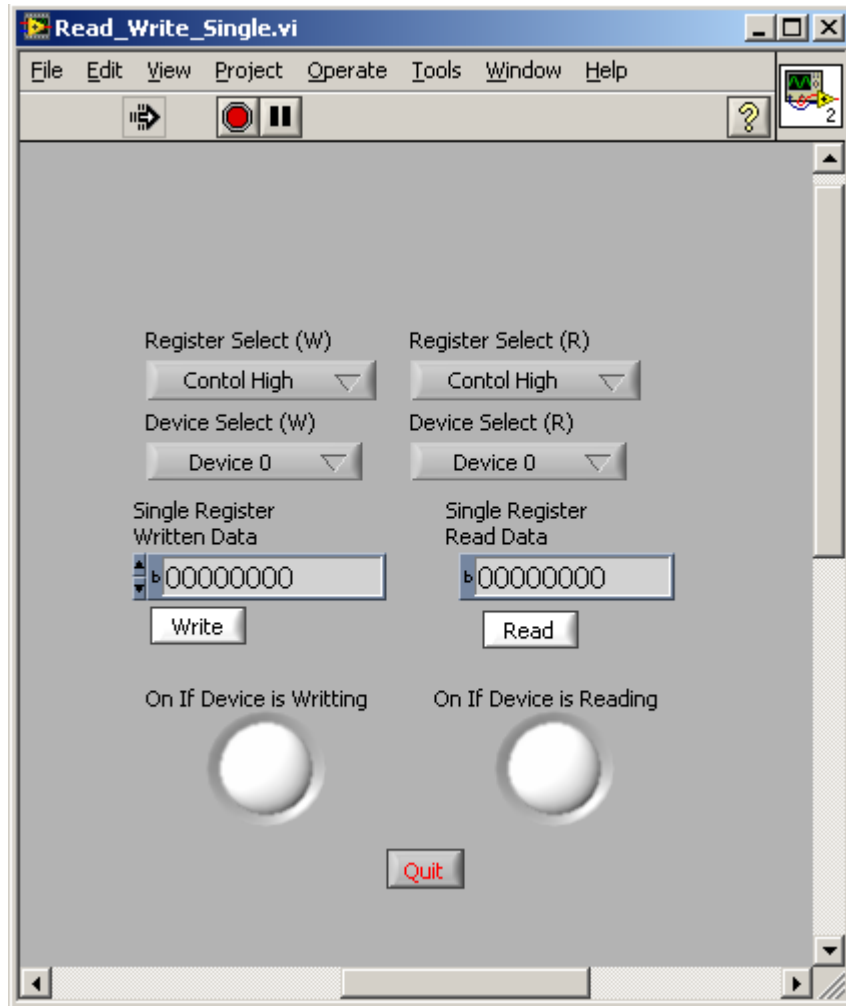 Read_Write_Single.vi
File Edit View Project Operate Tools Window Help
2
Register Select (W) Register Select (R)
Contol High Contol High
Device Select (W) Device Select (R)
Device 0 Device 0
Single Register Single Register
Written Data Read Data
b 00000000 b 00000000
Write Read
On If Device is Writting On If Device is Reading
Quit